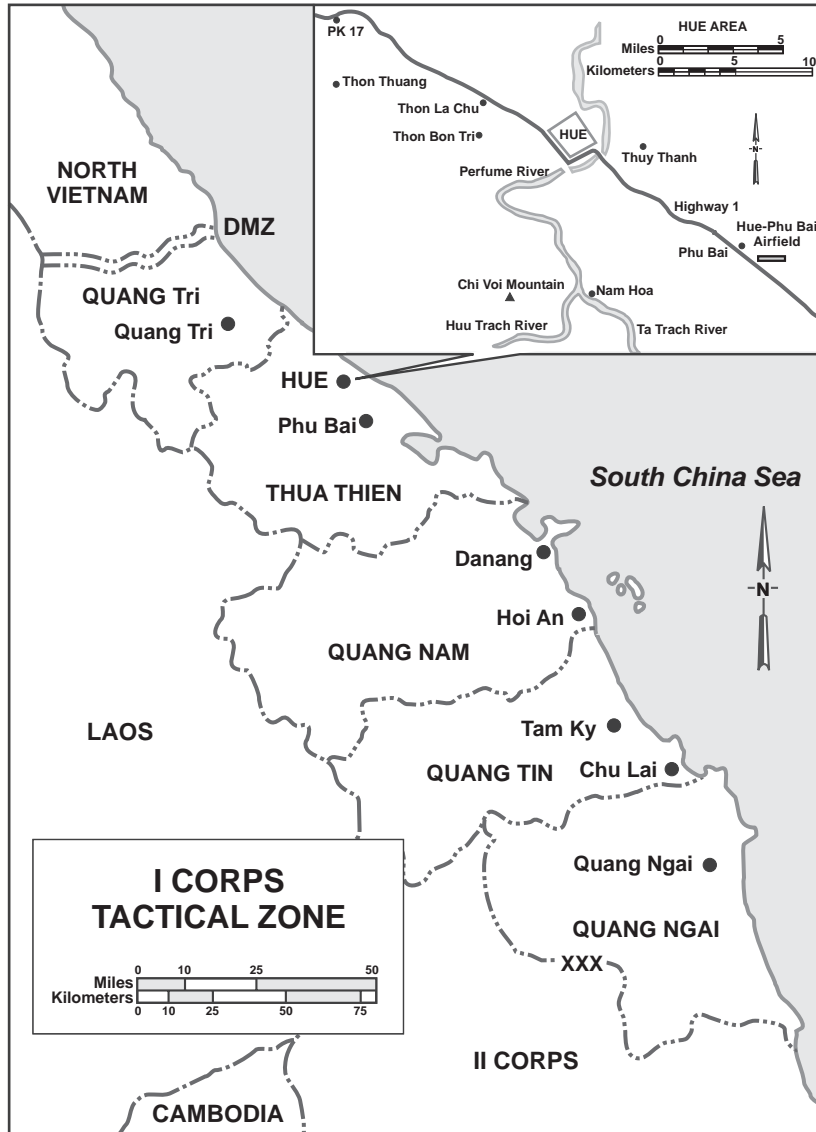 HUE AREA
0 5
Miles
Kilometers
0 5 10
PK 17
Thon Thuang
Thon La Chu
Thon Bon Tri
HUE
Thuy Thanh
Perfume River
N
Highway 1
Hue-Phu Bai
Airfield
Phu Bai
Chi Voi Mountain
Nam Hoa
Huu Trach River
Ta Trach River
NORTH
VIETNAM
DMZ
QUANG Tri
Quang Tri
HUE
Phu Bai
THUA THIEN
South China Sea
Danang
N
Hoi An
QUANG NAM
LAOS
Tam Ky
QUANG TIN
Chu Lai
Quang Ngai
QUANG NGAI
XXX
I CORPS
TACTICAL ZONE
0 10 25 50
Miles
Kilometers
0 10 25 50 75
II CORPS
CAMBODIA